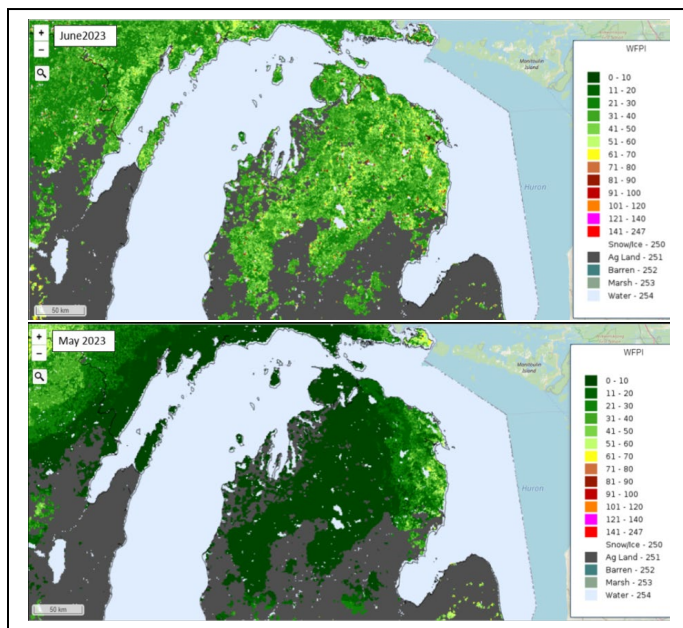 +
June2023
−
WFPI
0 - 10
11 - 20
21 - 30
31 - 40
41 - 50
51 - 60
61 - 70
71 - 80
81 - 90
91 - 100
101 - 120
121 - 140
141 - 247
Snow/Ice - 250
Ag Land - 251
Barren - 252
Marsh - 253
Water - 254
Manitoulin
Island
Huron
50 km
+
May 2023
−
WFPI
0 - 10
11 - 20
21 - 30
31 - 40
41 - 50
51 - 60
61 - 70
71 - 80
81 - 90
91 - 100
101 - 120
121 - 140
141 - 247
Snow/Ice - 250
Ag Land - 251
Barren - 252
Marsh - 253
Water - 254
Manitoulin
Island
Huron
50 km